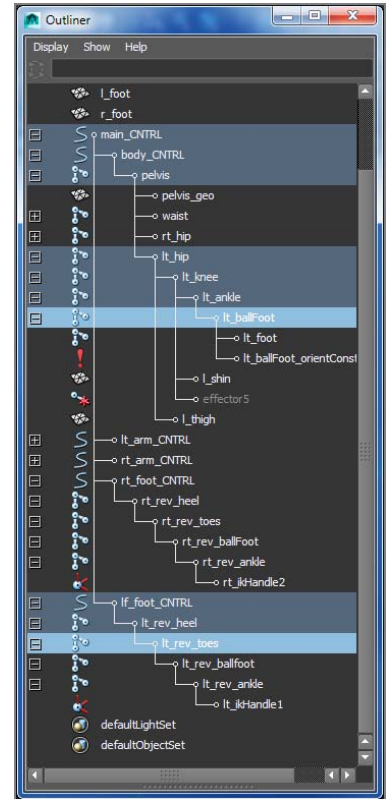 Outliner
Display Show Help
l_foot
r_foot
main_CNTRL
body_CNTRL
pelvis
pelvis_geo
waist
rt_hip
lt_hip
lt_knee
lt_ankle
lt_ballFoot
lt_foot
lt_ballFoot_orientConst
l_shin
effector5
l_thigh
lt_arm_CNTRL
rt_arm_CNTRL
rt_foot_CNTRL
rt_rev_heel
rt_rev_toes
rt_rev_ballFoot
rt_rev_ankle
rt_ikHandle2
lf_foot_CNTRL
lt_rev_heel
lt_rev_toes
lt_rev_ballfoot
lt_rev_ankle
lt_ikHandle1
defaultLightSet
defaultObjectSet